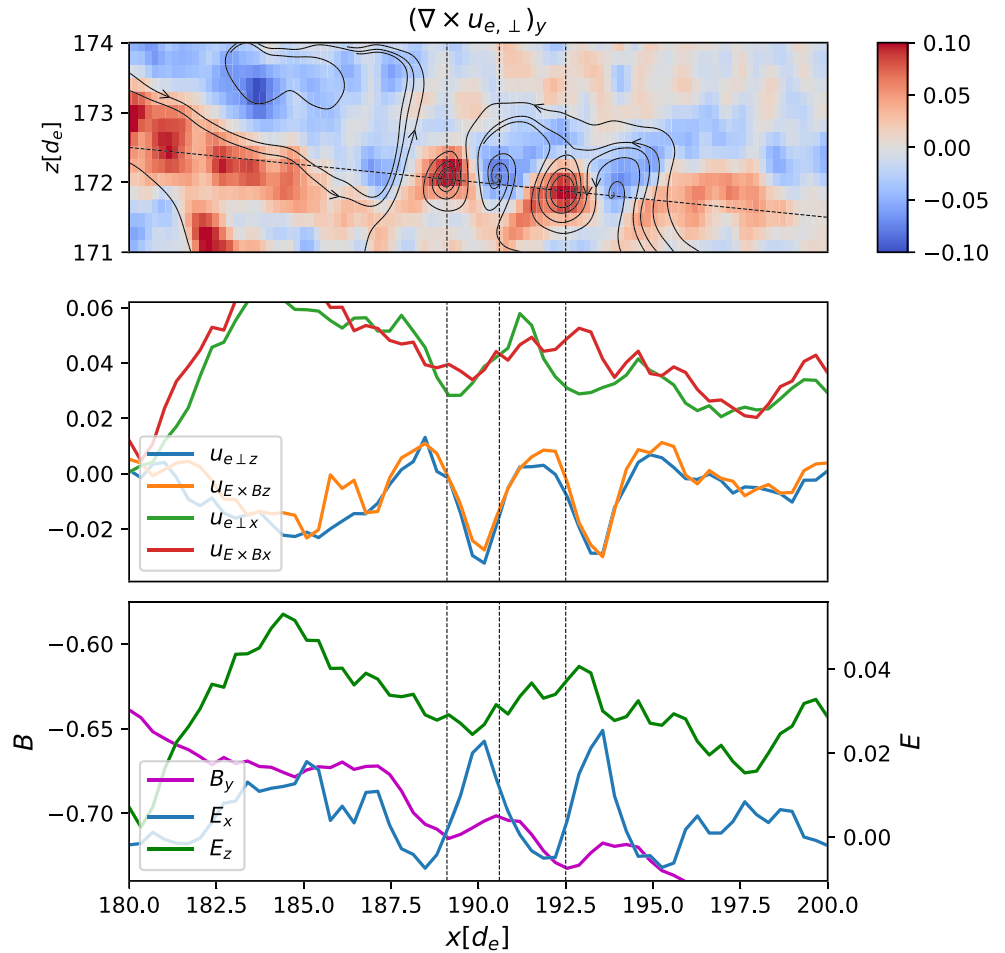 (∇ × u_{e,⊥})_y
174
173
172
171
z[d_e]
0.10
0.05
0.00
−0.05
−0.10
0.06
0.04
0.02
0.00
−0.02
u_{e⊥z}
u_{E×Bz}
u_{e⊥x}
u_{E×Bx}
−0.60
−0.65
−0.70
B
0.04
0.02
0.00
E
B_y
E_x
E_z
180.0 182.5 185.0 187.5 190.0 192.5 195.0 197.5 200.0
x[d_e]